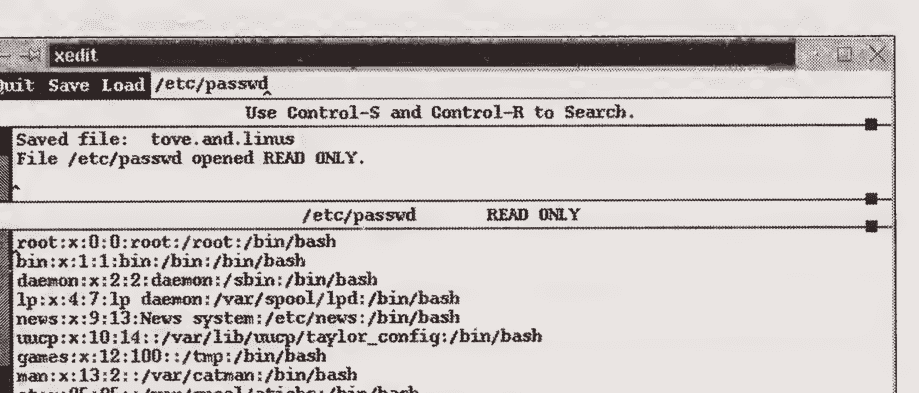 xedit
Quit Save Load /etc/passwd
Use Control-S and Control-R to Search.
Saved file:  tove.and.linus
File /etc/passwd opened READ ONLY.
/etc/passwd READ ONLY
root:x:0:0:root:/root:/bin/bash
bin:x:1:1:bin:/bin:/bin/bash
daemon:x:2:2:daemon:/sbin:/bin/bash
lp:x:4:7:lp daemon:/var/spool/lpd:/bin/bash
news:x:9:13:News system:/etc/news:/bin/bash
uucp:x:10:14::/var/lib/uucp/taylor_config:/bin/bash
games:x:12:100::/tmp:/bin/bash
man:x:13:2::/var/catman:/bin/bash